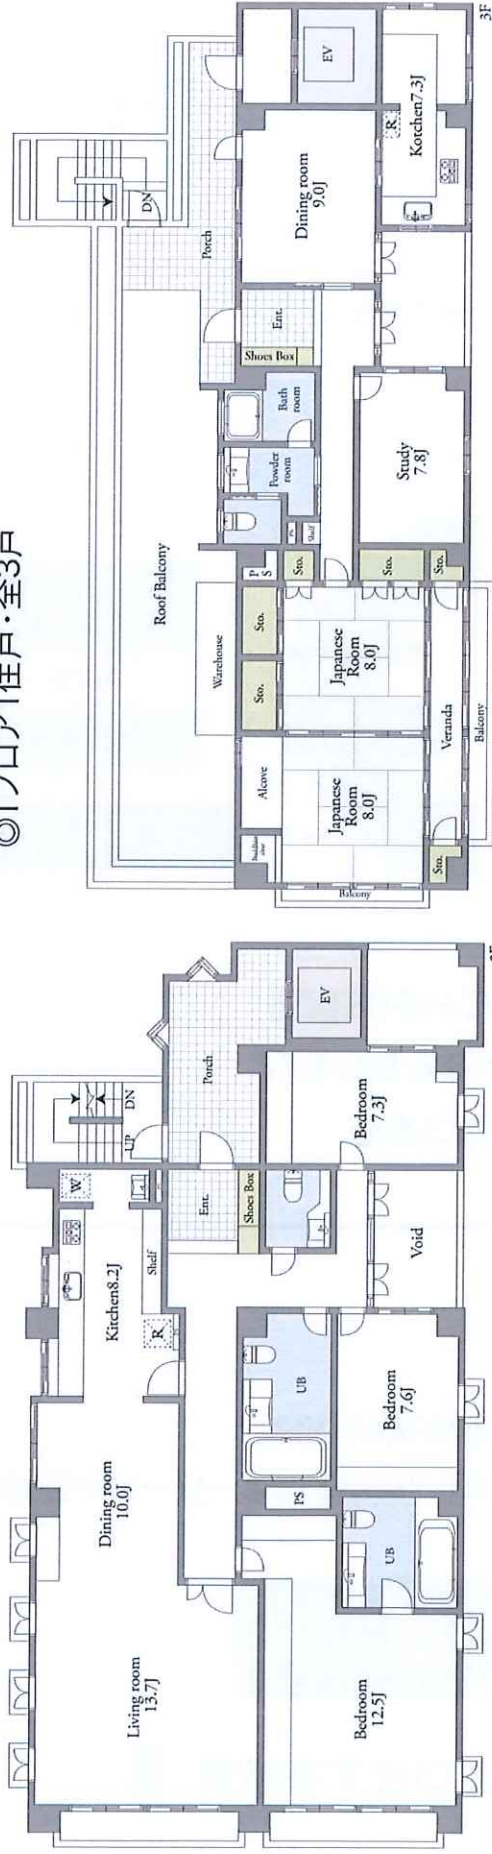 ◎1フロア1住戸・全3戸
3F
EV
Kotchen7.3J
R
Dining room
9.0J
DN
Porch
Ent.
Shoes Box
Bath
room
Powder
room
Study
7.8J
Roof Balcony
PS
Shelf
P
S
Sto.
Sto.
Sto.
Warehouse
Sto.
Sto.
Japanese
Room
8.0J
Alcove
Japanese
Room
8.0J
Veranda
Balcony
Sto.
Balcony
EV
Porch
DN
UP
Bedroom
7.3J
W
Ent.
Shoes Box
Kitchen8.2J
Shelf
R
Void
UB
Bedroom
7.6J
PS
Dining room
10.0J
UB
Living room
13.7J
Bedroom
12.5J